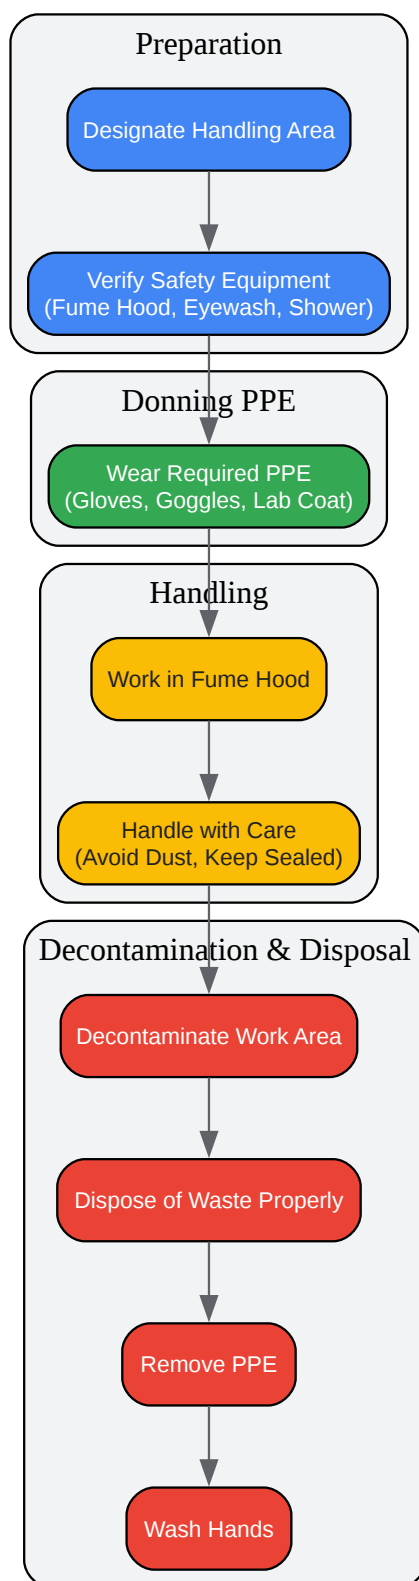 Preparation
Designate Handling Area
Verify Safety Equipment
(Fume Hood, Eyewash, Shower)
Donning PPE
Wear Required PPE
(Gloves, Goggles, Lab Coat)
Handling
Work in Fume Hood
Handle with Care
(Avoid Dust, Keep Sealed)
Decontamination & Disposal
Decontaminate Work Area
Dispose of Waste Properly
Remove PPE
Wash Hands